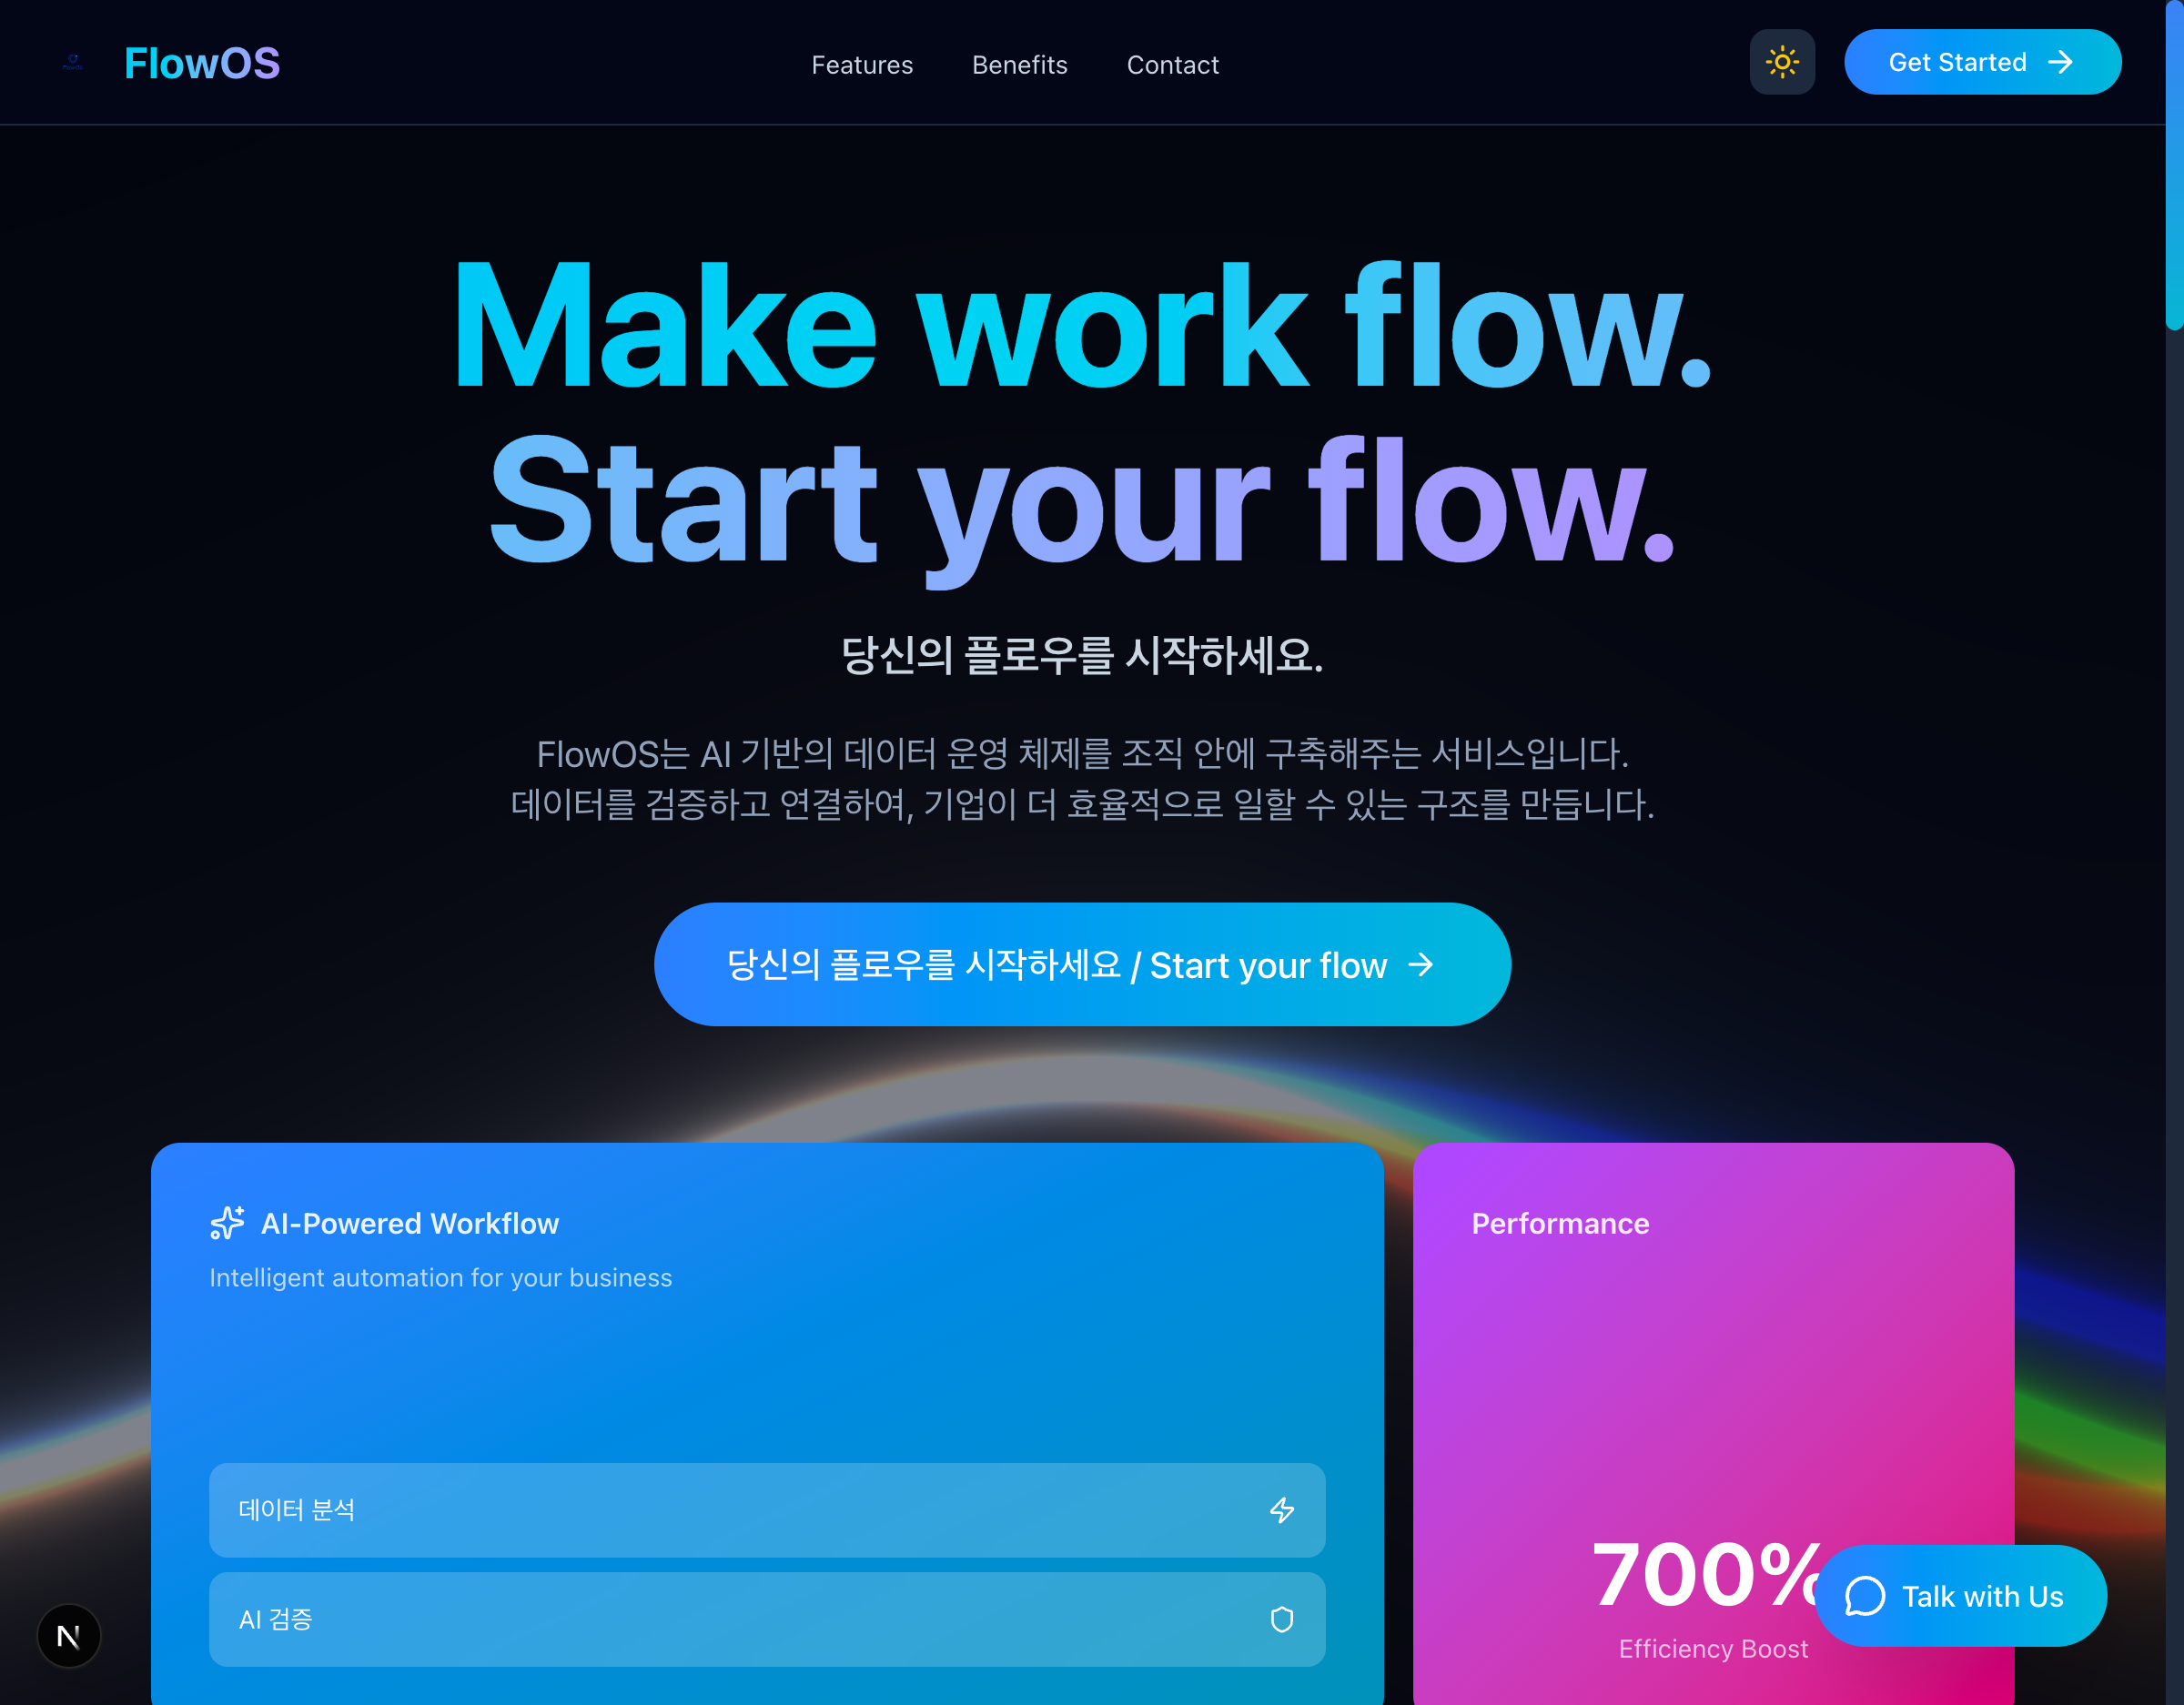 FlowOS
Features
Benefits
Contact
Get Started
Make work flow.
Start your flow.
당신의 플로우를 시작하세요.
FlowOS는 AI 기반의 데이터 운영 체제를 조직 안에 구축해주는 서비스입니다.
데이터를 검증하고 연결하여, 기업이 더 효율적으로 일할 수 있는 구조를 만듭니다.
당신의 플로우를 시작하세요 / Start your flow
AI-Powered Workflow
Intelligent automation for your business
데이터 분석
AI 검증
Performance
700%
Efficiency Boost
Talk with Us
N